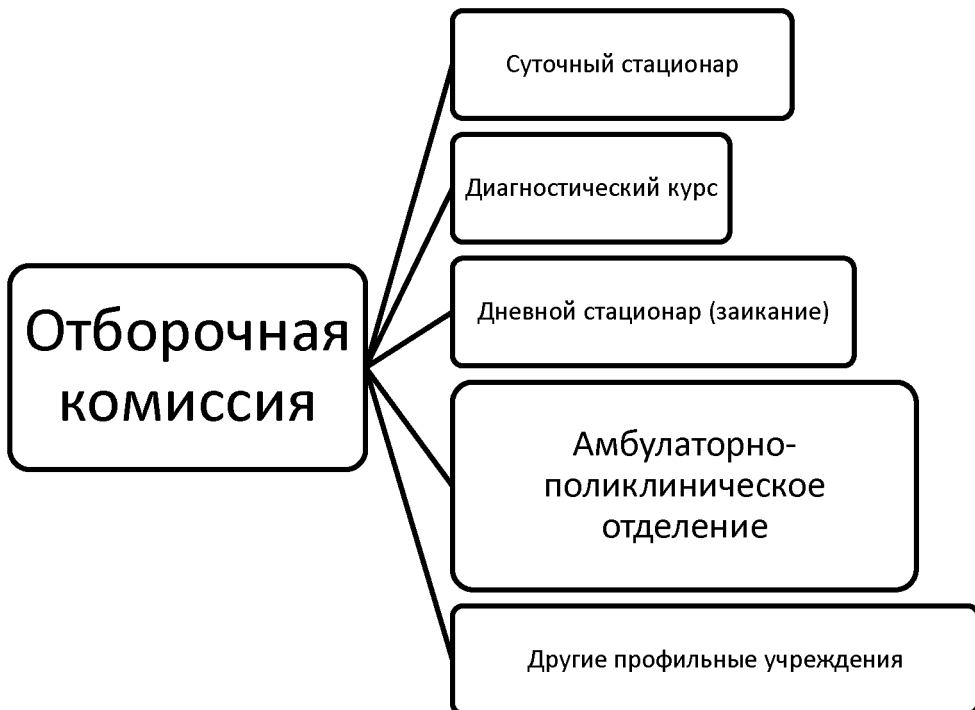 Суточный стационар
Диагностический курс
Дневной стационар (заикание)
Отборочная
комиссия
Амбулаторно-
поликлиническое
отделение
Другие профильные учреждения